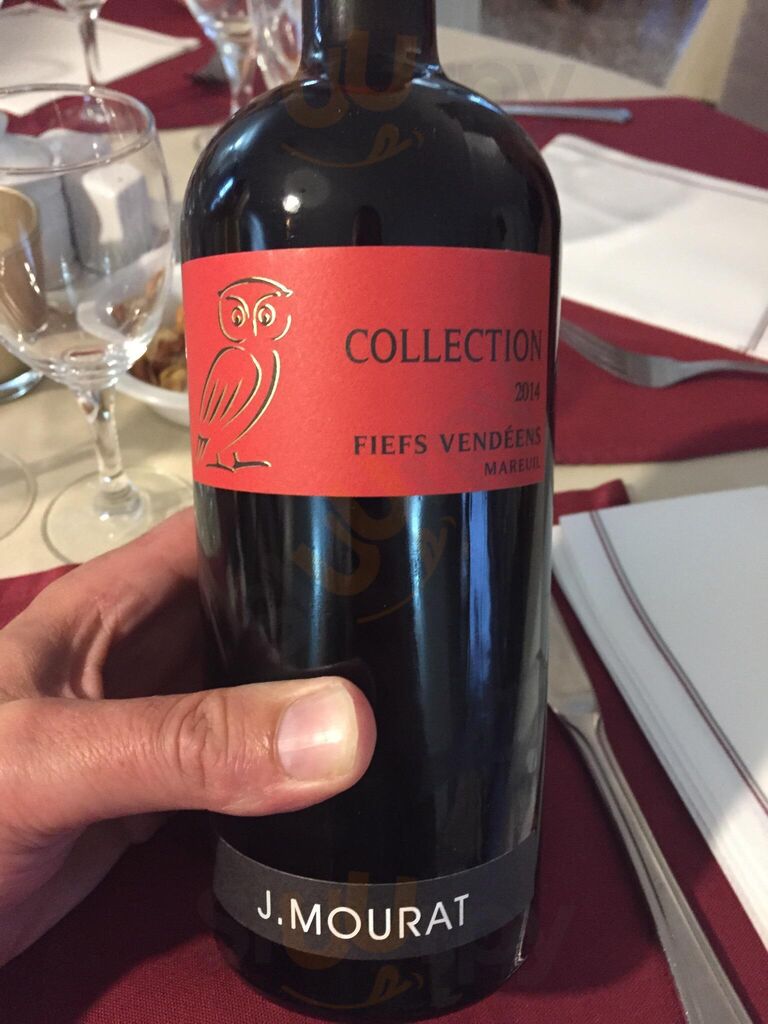 COLLECTION
2014
FIEFS VENDÉENS
MAREUIL
J.MOURAT